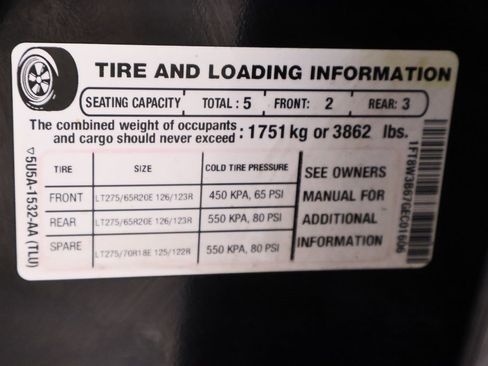 TIRE AND LOADING INFORMATION
SEATING CAPACITY TOTAL : 5 FRONT: 2 REAR: 3
The combined weight of occupants and cargo should never exceed : 1751 kg or 3862 lbs.
TIRE SIZE COLD TIRE PRESSURE
FRONT LT275/65R20E 126/123R 450 KPA, 65 PSI
REAR LT275/65R20E 126/123R 550 KPA, 80 PSI
SPARE LT275/70R18E 125/122R 550 KPA, 80 PSI
SEE OWNERS
MANUAL FOR
ADDITIONAL
INFORMATION
5U5A-1532-AA (TLU)